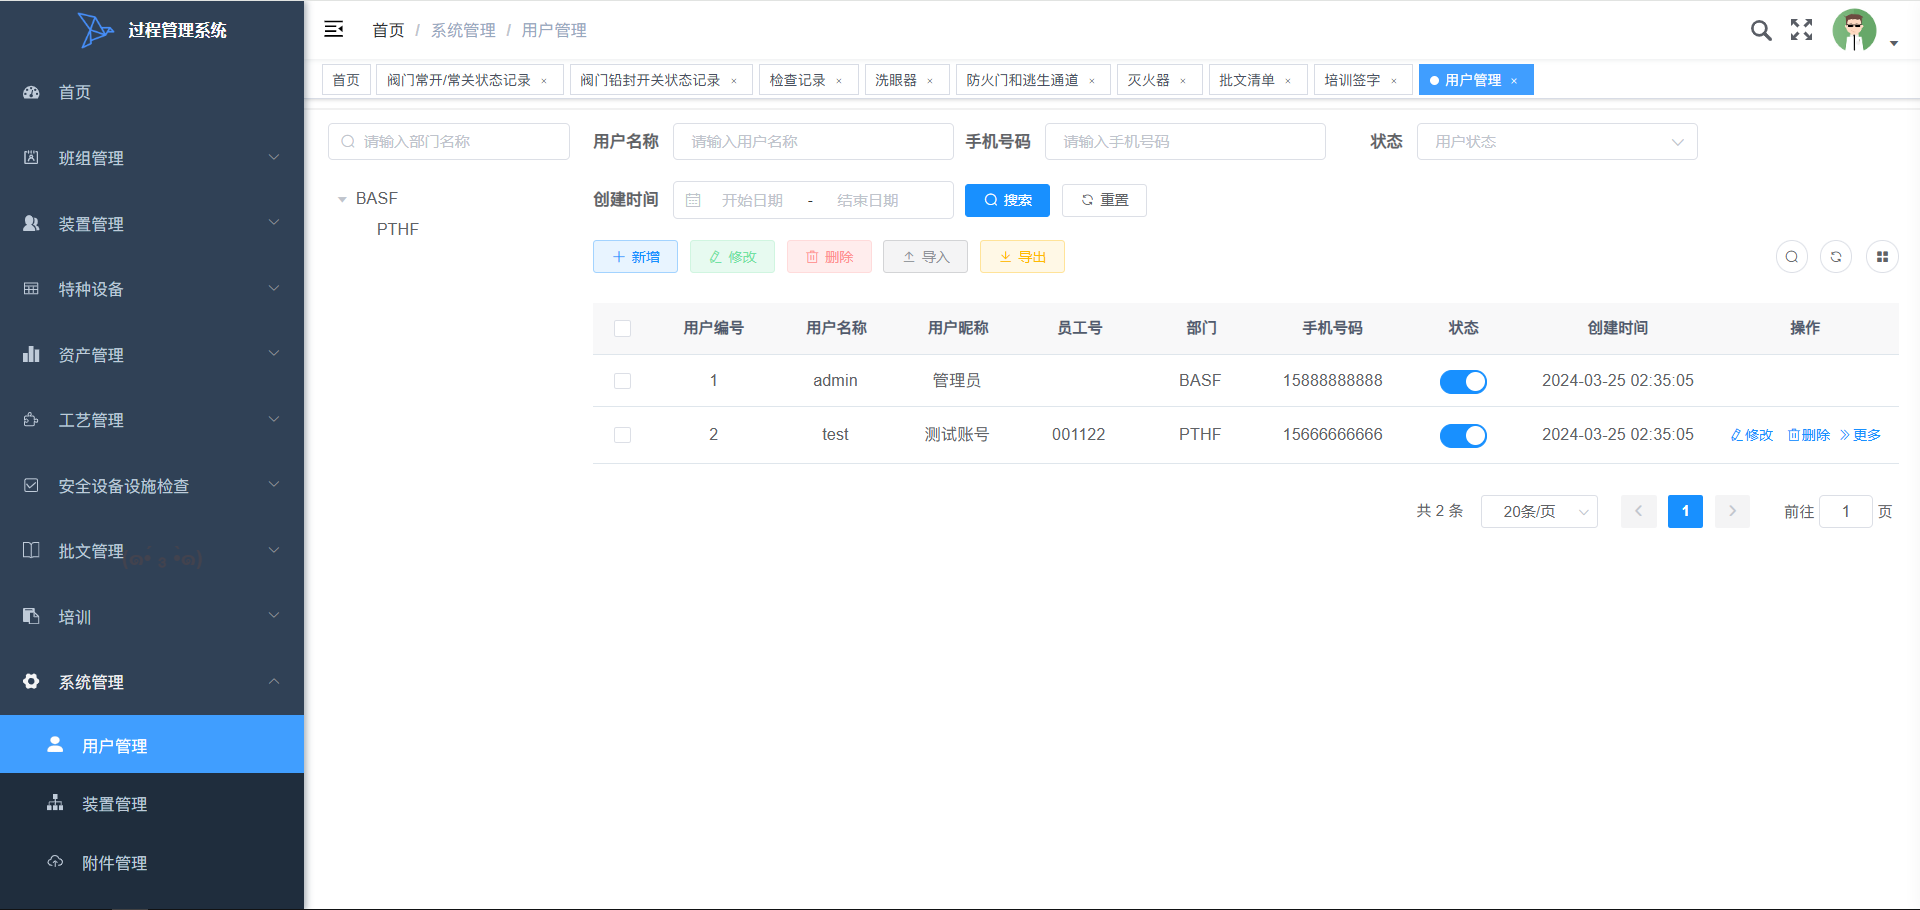 过程管理系统
首页
班组管理
装置管理
特种设备
资产管理
工艺管理
安全设备设施检查
批文管理
培训
系统管理
用户管理
装置管理
附件管理
首页 / 系统管理 / 用户管理
首页 阀门常开/常关状态记录 × 阀门铅封开关状态记录 × 检查记录 × 洗眼器 × 防火门和逃生通道 × 灭火器 × 批文清单 × 培训签字 × 用户管理 ×
请输入部门名称
BASF
PTHF
用户名称 请输入用户名称 手机号码 请输入手机号码 状态 用户状态
创建时间 开始日期 - 结束日期 搜索 重置
新增 修改 删除 导入 导出
用户编号 用户名称 用户昵称 员工号 部门 手机号码 状态 创建时间 操作
1 admin 管理员 BASF 15888888888 2024-03-25 02:35:05
2 test 测试账号 001122 PTHF 15666666666 2024-03-25 02:35:05 修改 删除 更多
共 2 条 20条/页 1 前往 1 页